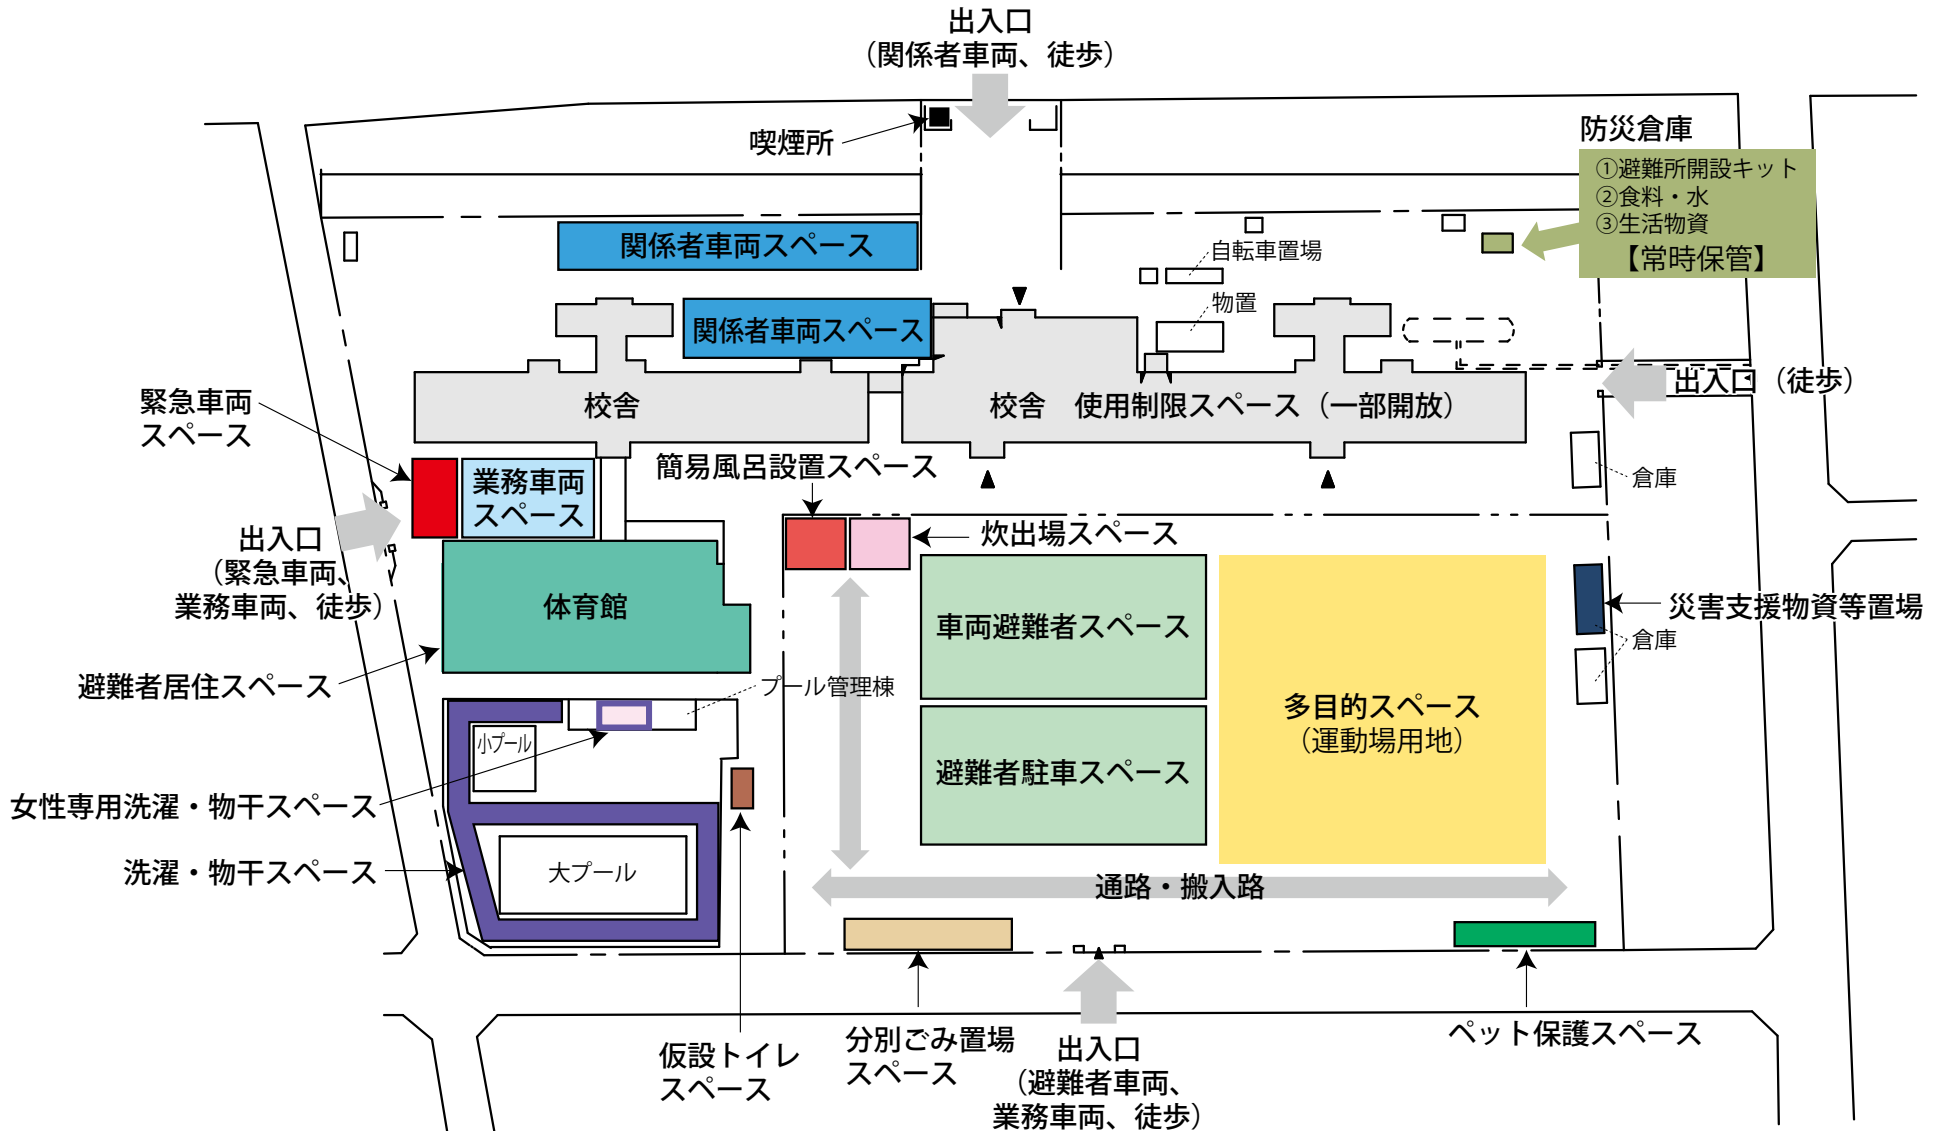 出入口
（関係者車両、徒歩）
喫煙所
防災倉庫
①避難所開設キット
②食料・水
③生活物資
【常時保管】
関係者車両スペース
自転車置場
物置
関係者車両スペース
緊急車両
スペース
校舎
校舎　使用制限スペース（一部開放）
出入口（徒歩）
簡易風呂設置スペース
業務車両
スペース
倉庫
出入口
（緊急車両、
業務車両、徒歩）
炊出場スペース
体育館
車両避難者スペース
災害支援物資等置場
倉庫
避難者居住スペース
プール管理棟
多目的スペース
（運動場用地）
小プール
避難者駐車スペース
女性専用洗濯・物干スペース
洗濯・物干スペース
大プール
通路・搬入路
仮設トイレ
スペース
分別ごみ置場
スペース
出入口
（避難者車両、
業務車両、徒歩）
ペット保護スペース